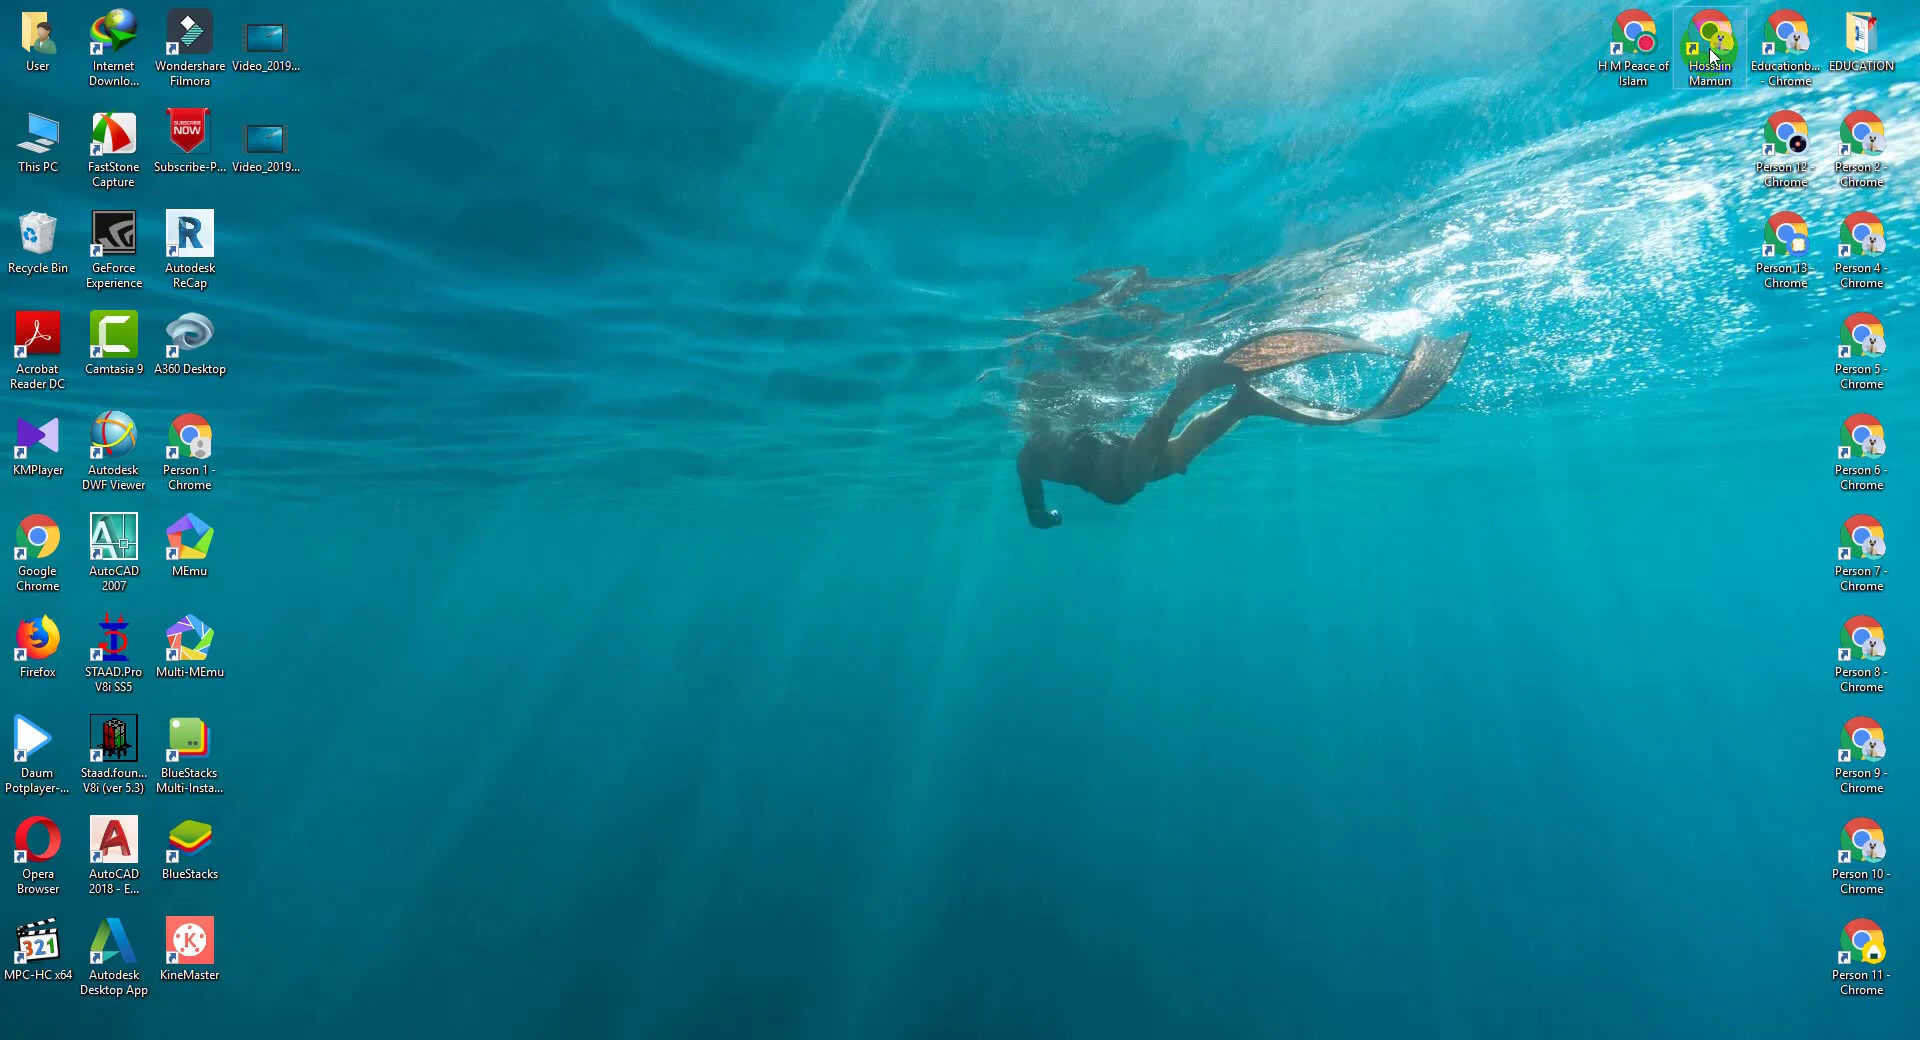 User
Internet
Downlo...
Wondershare
Filmora
Video_2019...
This PC
FastStone
Capture
SUBSCRIBE
NOW
Subscribe-P...
Video_2019...
Recycle Bin
GeForce
Experience
R
Autodesk
ReCap
Acrobat
Reader DC
C
Camtasia 9
A360 Desktop
KMPlayer
Autodesk
DWF Viewer
Person 1 -
Chrome
Google
Chrome
A
AutoCAD
2007
MEmu
Firefox
STAAD.Pro
V8i SS5
Multi-MEmu
Daum
Potplayer-...
Staad.foun...
V8i (ver 5.3)
BlueStacks
Multi-Insta...
Opera
Browser
A
AutoCAD
2018 - E...
BlueStacks
321
MPC-HC x64
Autodesk
Desktop App
K
KineMaster
H M Peace of
Islam
Hossain
Mamun
Educationb...
- Chrome
EDUCATION
Person 12 -
Chrome
Person 2 -
Chrome
Person 13 -
Chrome
Person 4 -
Chrome
Person 5 -
Chrome
Person 6 -
Chrome
Person 7 -
Chrome
Person 8 -
Chrome
Person 9 -
Chrome
Person 10 -
Chrome
Person 11 -
Chrome